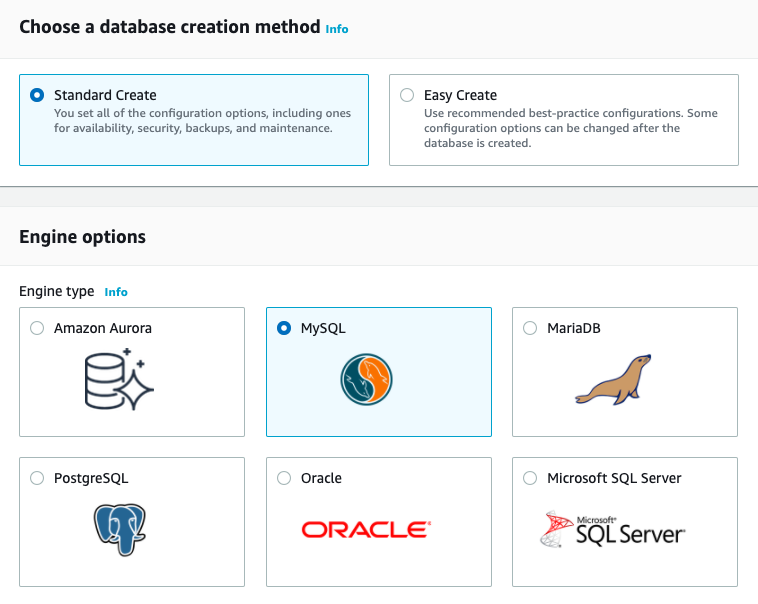 Choose a database creation method Info
Standard Create
You set all of the configuration options, including ones
for availability, security, backups, and maintenance.
Easy Create
Use recommended best-practice configurations. Some
configuration options can be changed after the
database is created.
Engine options
Engine type Info
Amazon Aurora
MySQL
MariaDB
PostgreSQL
Oracle
ORACLE®
Microsoft SQL Server
Microsoft®
SQL Server®